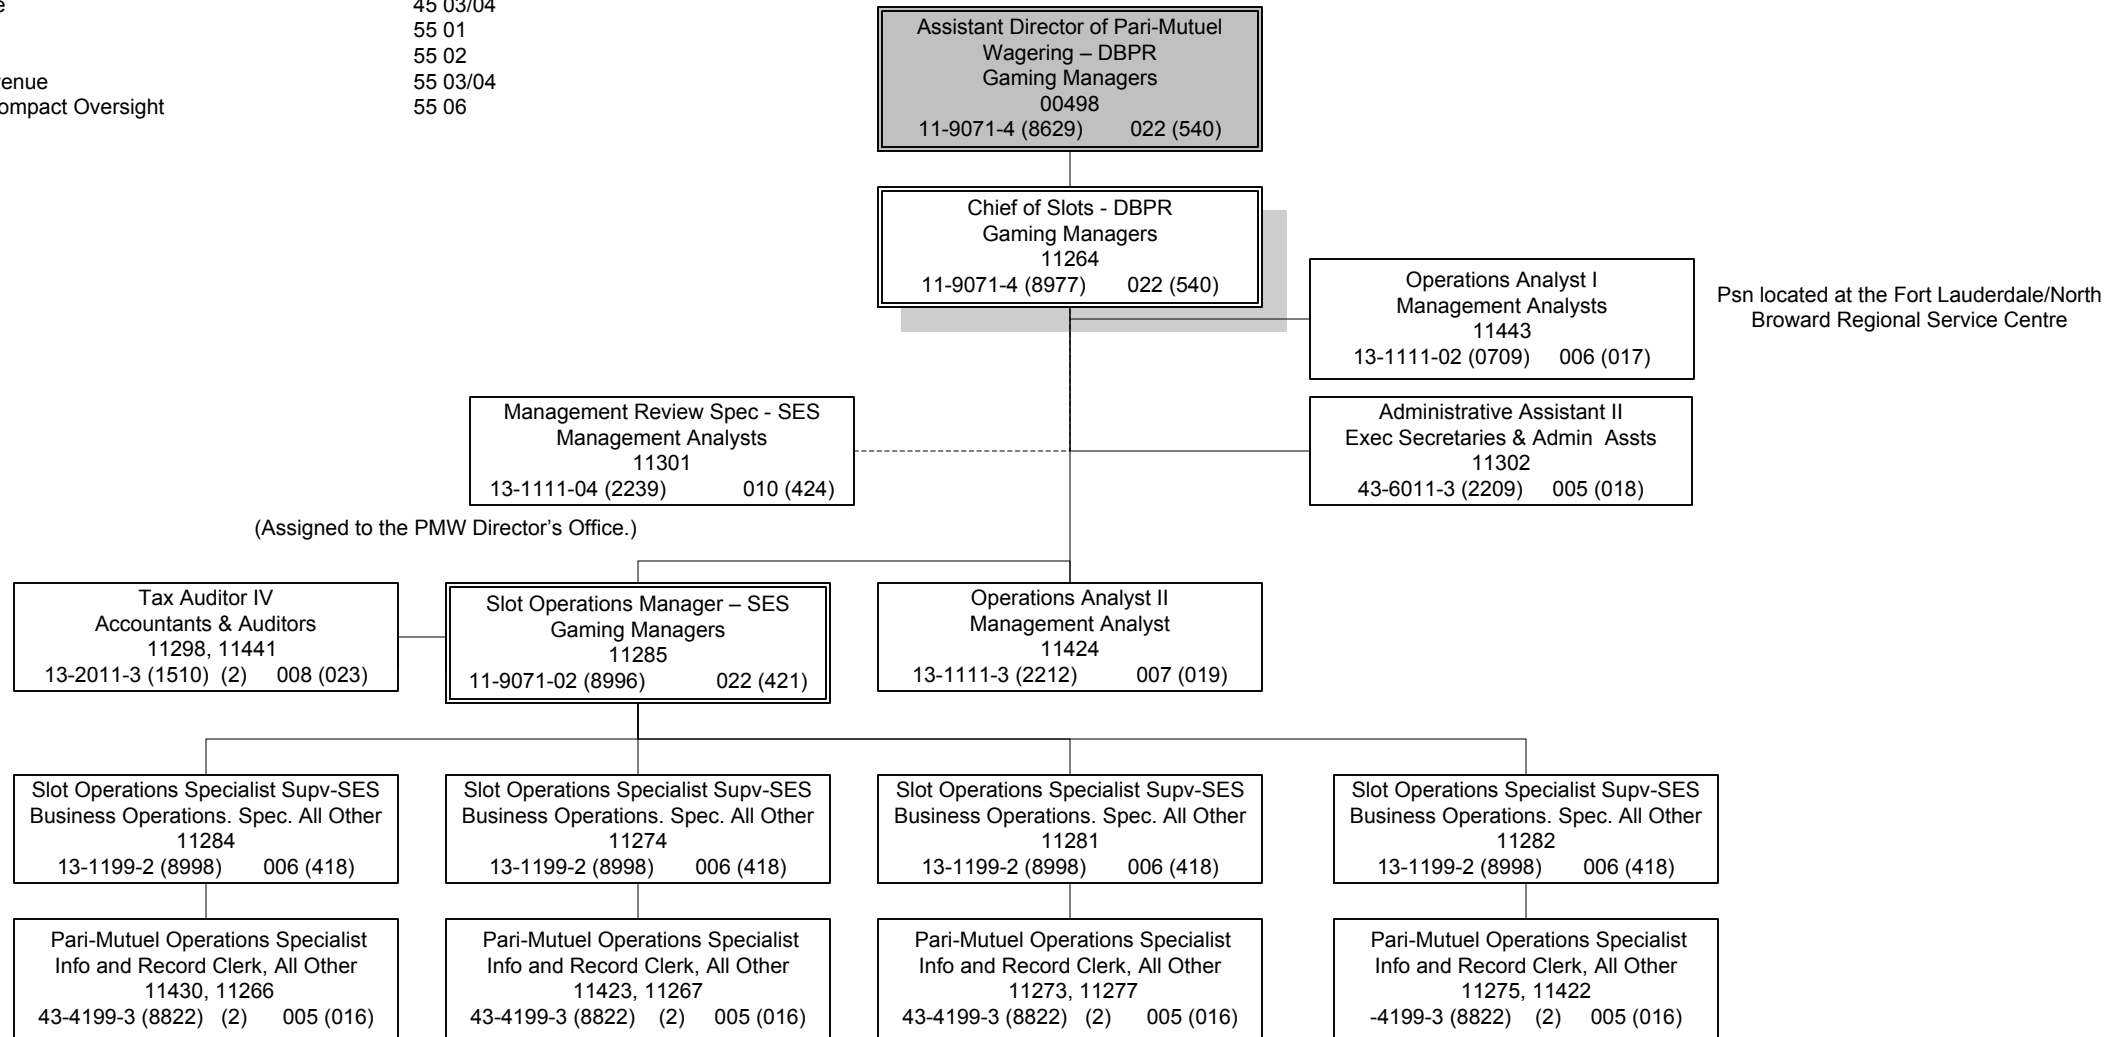 45 03/04
55 01
55 02
55 03/04
Compact Oversight
55 06
Assistant Director of Pari-Mutuel
Wagering – DBPR
Gaming Managers
00498
11-9071-4 (8629) 022 (540)
Chief of Slots - DBPR
Gaming Managers
11264
11-9071-4 (8977) 022 (540)
Operations Analyst I
Management Analysts
11443
13-1111-02 (0709) 006 (017)
Psn located at the Fort Lauderdale/North
Broward Regional Service Centre
Management Review Spec - SES
Management Analysts
11301
13-1111-04 (2239) 010 (424)
Administrative Assistant II
Exec Secretaries & Admin Assts
11302
43-6011-3 (2209) 005 (018)
(Assigned to the PMW Director’s Office.)
Tax Auditor IV
Accountants & Auditors
11298, 11441
13-2011-3 (1510) (2) 008 (023)
Slot Operations Manager – SES
Gaming Managers
11285
11-9071-02 (8996) 022 (421)
Operations Analyst II
Management Analyst
11424
13-1111-3 (2212) 007 (019)
Slot Operations Specialist Supv-SES
Business Operations. Spec. All Other
11284
13-1199-2 (8998) 006 (418)
Slot Operations Specialist Supv-SES
Business Operations. Spec. All Other
11274
13-1199-2 (8998) 006 (418)
Slot Operations Specialist Supv-SES
Business Operations. Spec. All Other
11281
13-1199-2 (8998) 006 (418)
Slot Operations Specialist Supv-SES
Business Operations. Spec. All Other
11282
13-1199-2 (8998) 006 (418)
Pari-Mutuel Operations Specialist
Info and Record Clerk, All Other
11430, 11266
43-4199-3 (8822) (2) 005 (016)
Pari-Mutuel Operations Specialist
Info and Record Clerk, All Other
11423, 11267
43-4199-3 (8822) (2) 005 (016)
Pari-Mutuel Operations Specialist
Info and Record Clerk, All Other
11273, 11277
43-4199-3 (8822) (2) 005 (016)
Pari-Mutuel Operations Specialist
Info and Record Clerk, All Other
11275, 11422
-4199-3 (8822) (2) 005 (016)